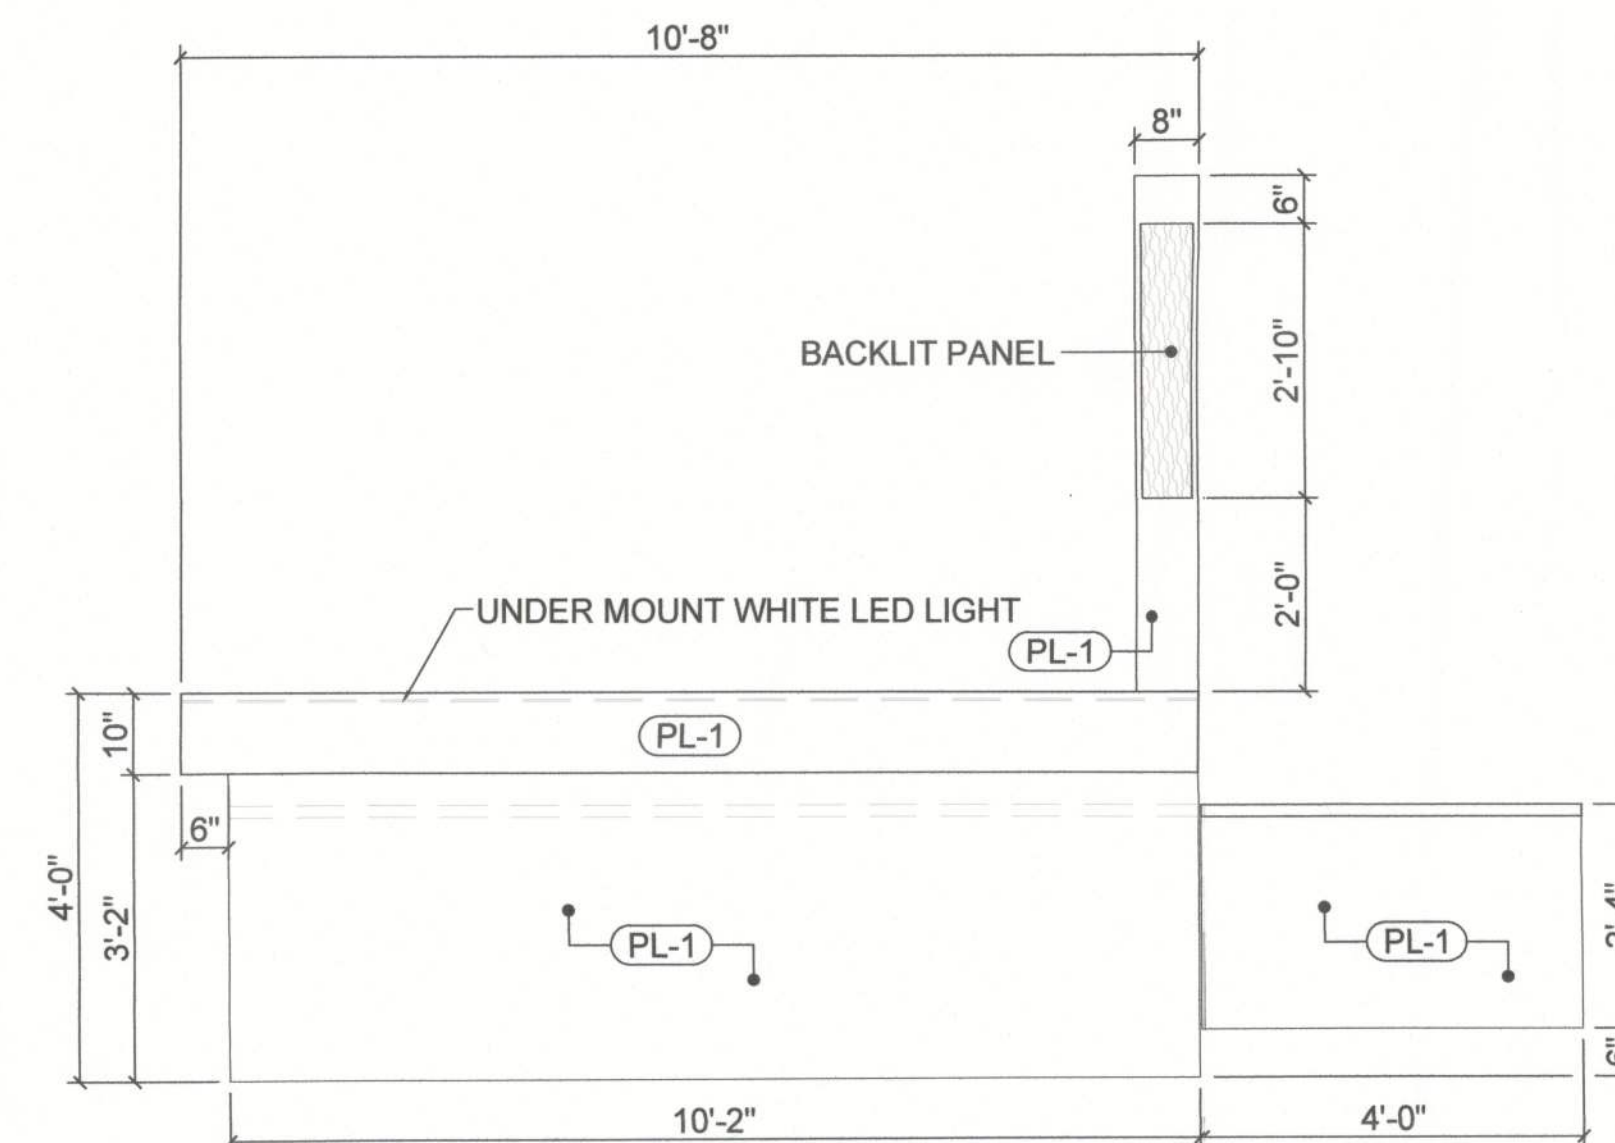 10'-8"
8"
6"
BACKLIT PANEL
2'-10"
UNDER MOUNT WHITE LED LIGHT
2'-0"
PL-1
10"
PL-1
6"
4'-0"
3'-2"
PL-1
PL-1
10'-2"
4'-0"